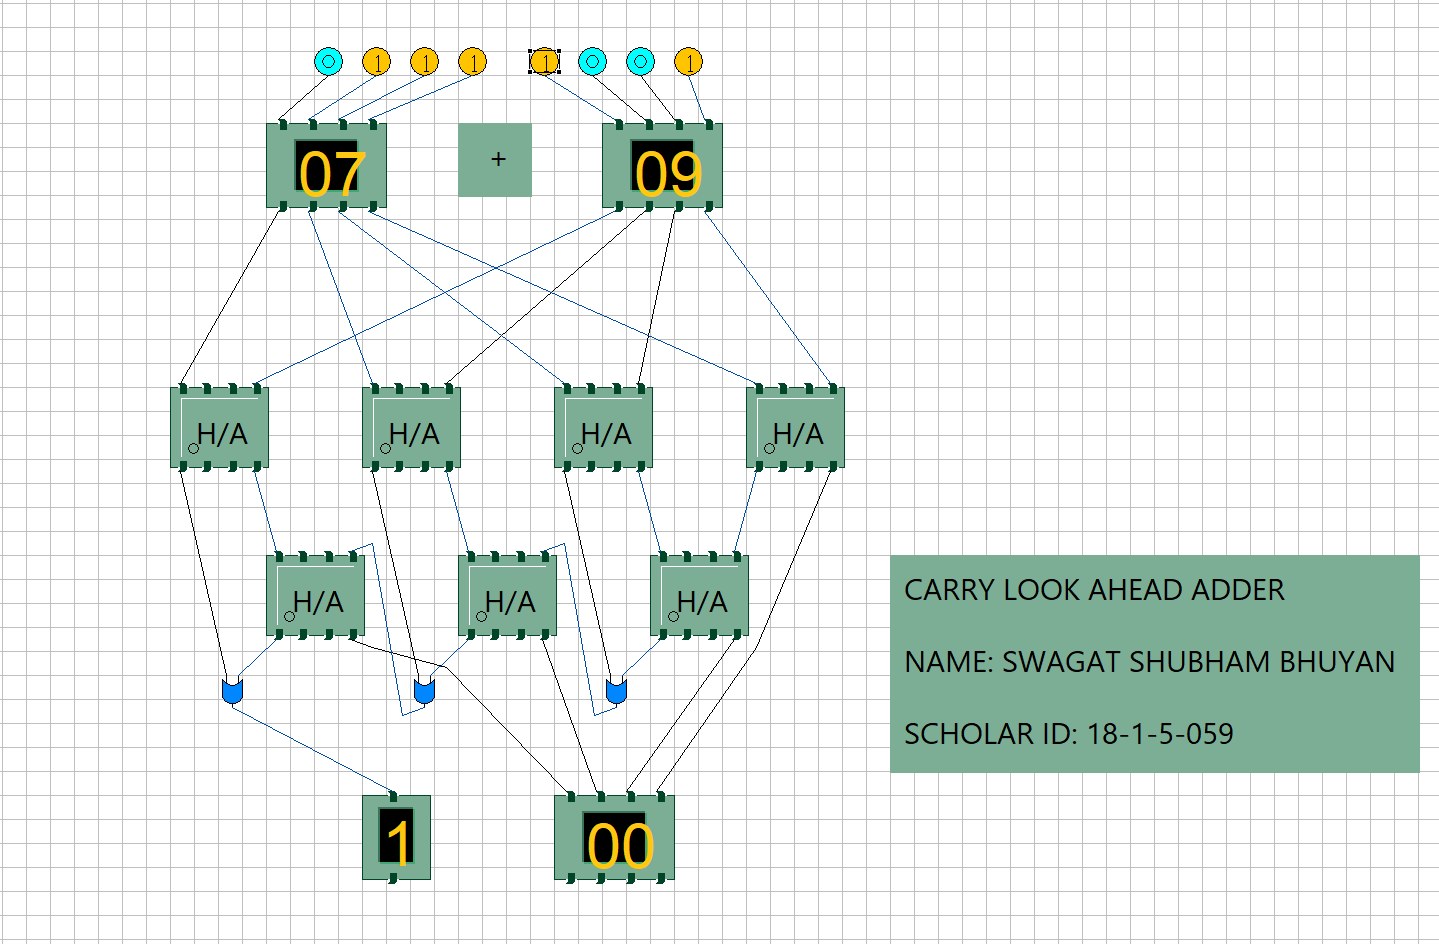 0 1 1 1 1 0 0 1
07 + 09
H/A H/A H/A H/A
H/A H/A H/A
CARRY LOOK AHEAD ADDER
NAME: SWAGAT SHUBHAM BHUYAN
SCHOLAR ID: 18-1-5-059
1 00